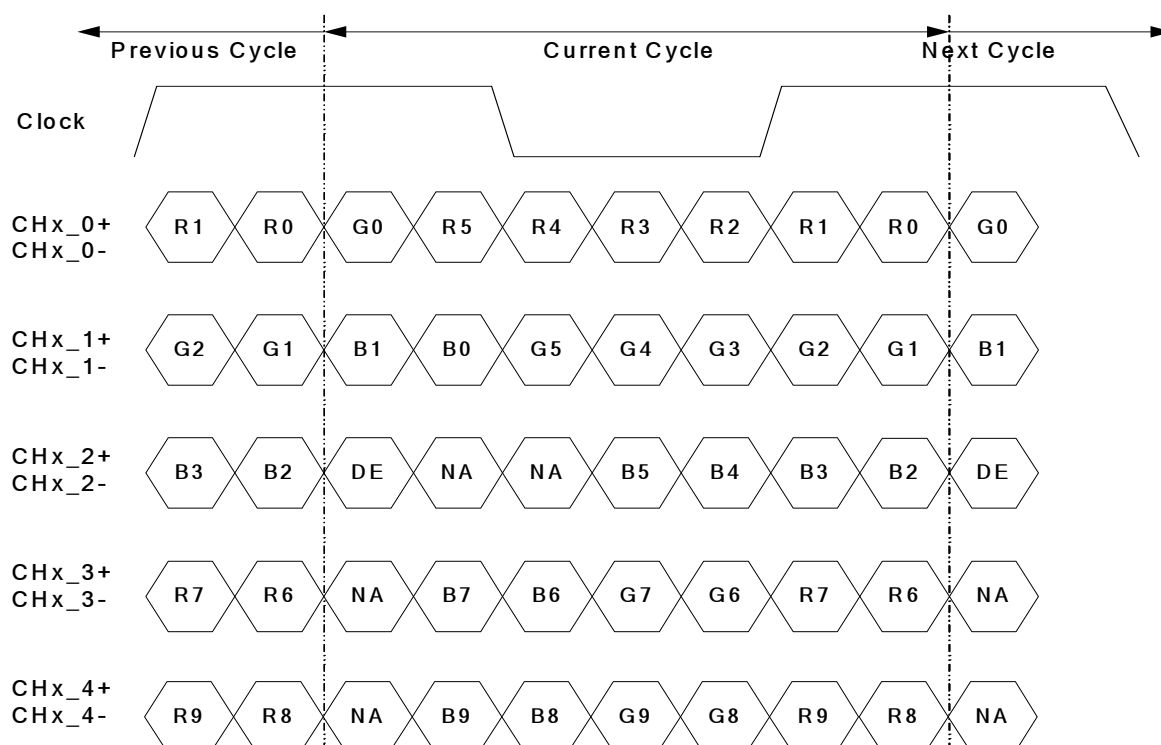 Previous Cycle Current Cycle Next Cycle
Clock
CHx_0+
CHx_0-
R1 R0 G0 R5 R4 R3 R2 R1 R0 G0
CHx_1+
CHx_1-
G2 G1 B1 B0 G5 G4 G3 G2 G1 B1
CHx_2+
CHx_2-
B3 B2 DE NA NA B5 B4 B3 B2 DE
CHx_3+
CHx_3-
R7 R6 NA B7 B6 G7 G6 R7 R6 NA
CHx_4+
CHx_4-
R9 R8 NA B9 B8 G9 G8 R9 R8 NA